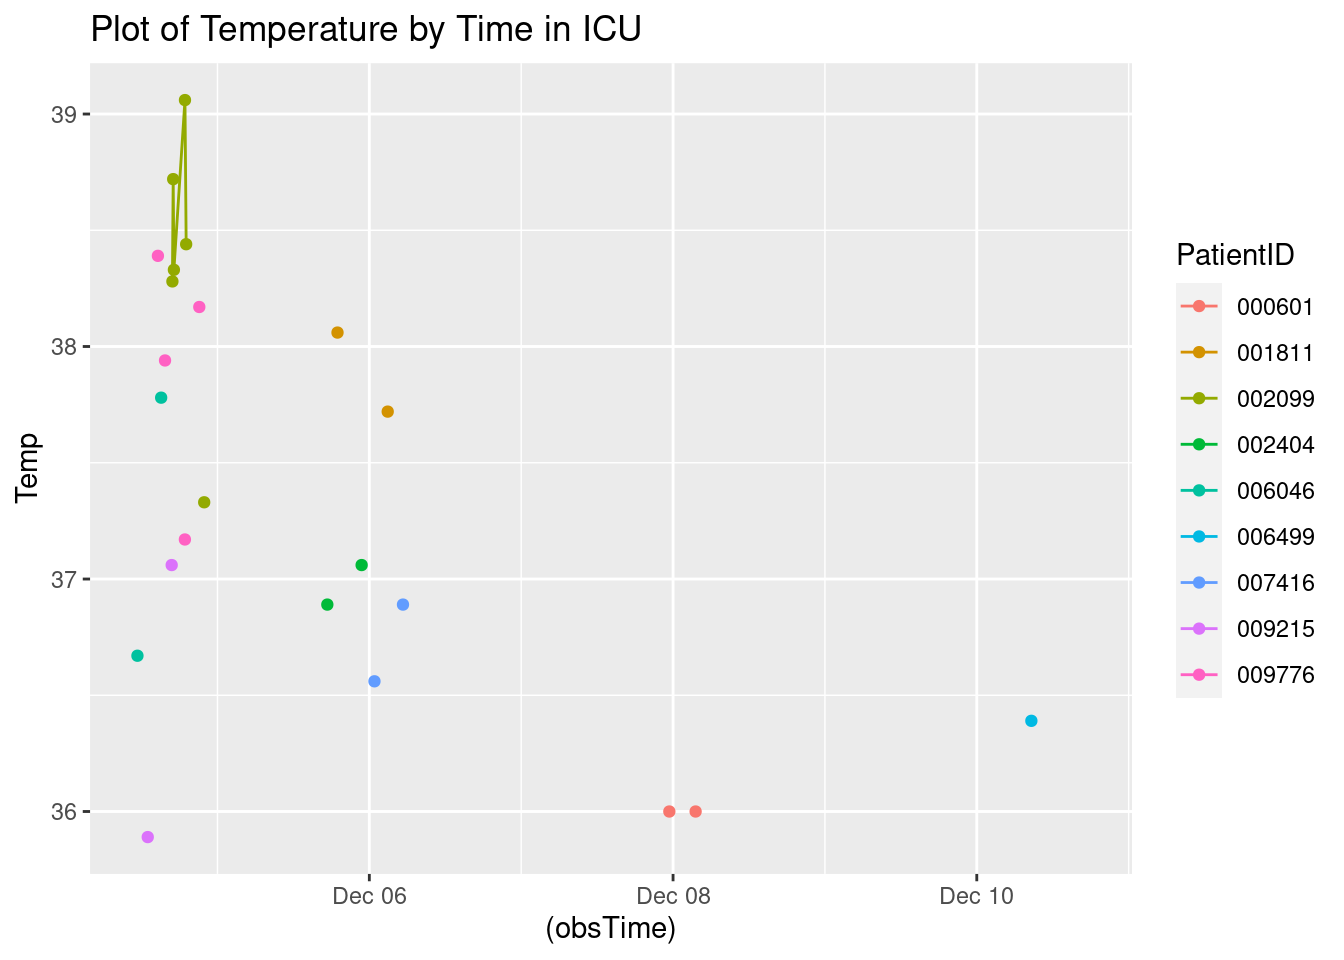 Plot of Temperature by Time in ICU
39
38
37
36
Temp
Dec 06
Dec 08
Dec 10
(obsTime)
PatientID
000601
001811
002099
002404
006046
006499
007416
009215
009776